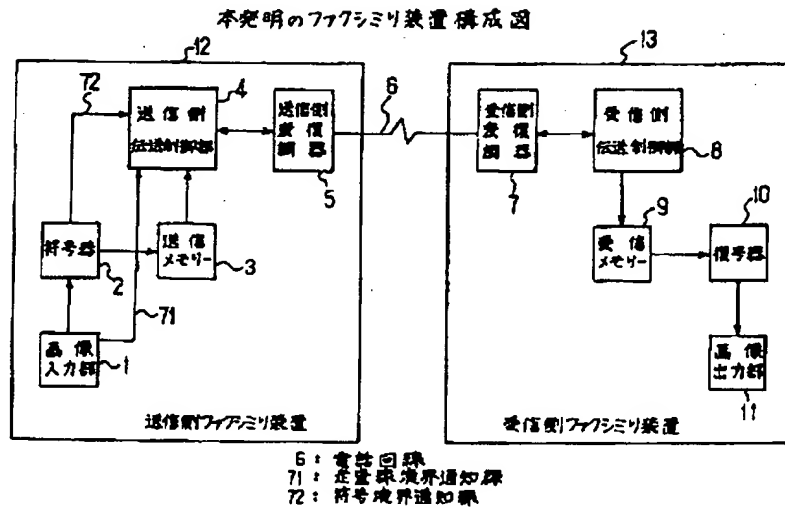 本発明のファクシミリ装置構成図
12
13
72
4
6
送信側
伝送制御部
送信側
変復
調器
5
受信側
変復
調器
7
受信側
伝送制御部
8
符号器
2
送信
メモリー
3
9
受信
メモリー
10
復号器
71
画像
入力部
1
画像
出力部
11
送信側ファクシミリ装置
受信側ファクシミリ装置
6：電話回線
71：走査線境界通知線
72：符号境界通知線